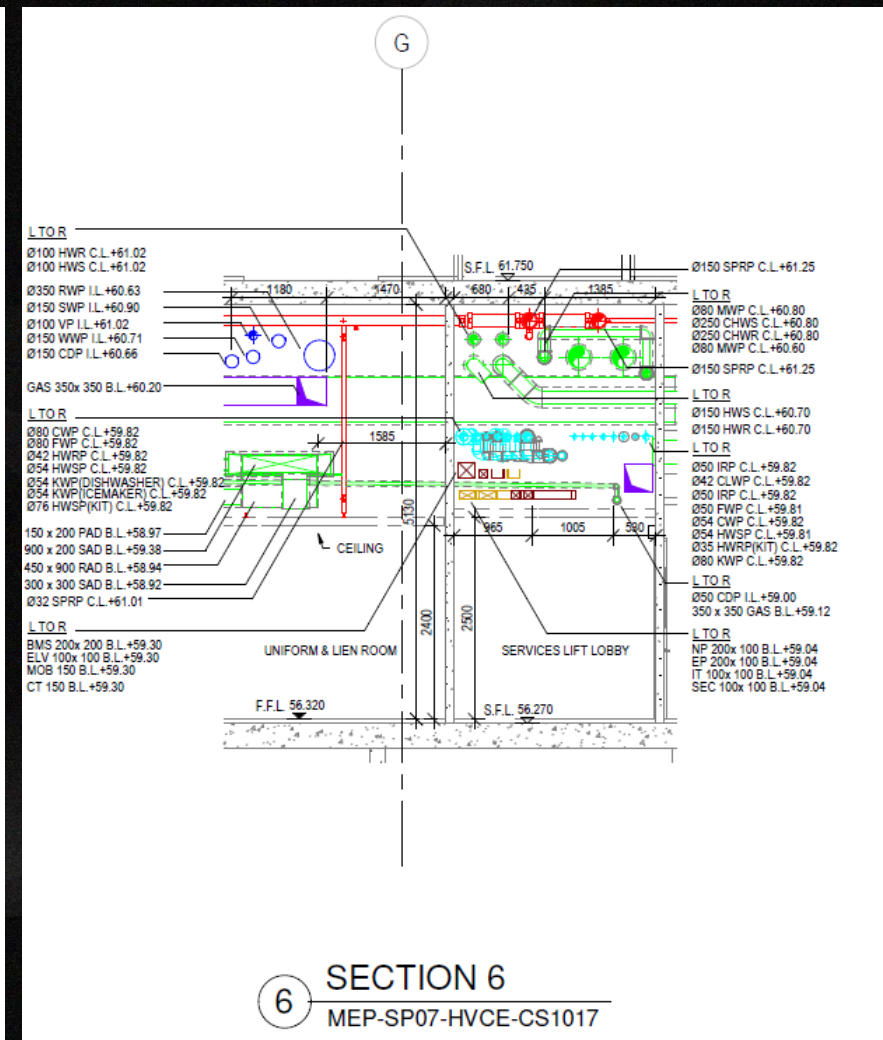 G
L TO R
Ø100 HWR C.L.+61.02
Ø100 HWS C.L.+61.02
Ø350 RWP I.L.+60.63
Ø150 SWP I.L.+60.90
Ø100 VP I.L.+61.02
Ø150 WWP I.L.+60.71
Ø150 CDP I.L.+60.66
GAS 350x 350 B.L.+60.20
L TO R
Ø80 CWP C.L.+59.82
Ø80 FWP C.L.+59.82
Ø42 HWRP C.L.+59.82
Ø54 HWSP C.L.+59.82
Ø54 KWP(DISHWASHER) C.L.+59.82
Ø54 KWP(ICEMAKER) C.L.+59.82
Ø76 HWSP(KIT) C.L.+59.82
150 x 200 PAD B.L.+58.97
900 x 200 SAD B.L.+59.38
450 x 900 RAD B.L.+58.94
300 x 300 SAD B.L.+58.92
Ø32 SPRP C.L.+61.01
L TO R
BMS 200x 200 B.L.+59.30
ELV 100x 100 B.L.+59.30
MOB 150 B.L.+59.30
CT 150 B.L.+59.30
S.F.L. 61.750
1180
1470
680
435
1385
1585
5130
CEILING
965
1005
530
2400
2500
UNIFORM & LIEN ROOM
SERVICES LIFT LOBBY
F.F.L. 56.320
S.F.L. 56.270
Ø150 SPRP C.L.+61.25
L TO R
Ø80 MWP C.L.+60.80
Ø250 CHWS C.L.+60.80
Ø250 CHWR C.L.+60.80
Ø80 MWP C.L.+60.60
Ø150 SPRP C.L.+61.25
L TO R
Ø150 HWS C.L.+60.70
Ø150 HWR C.L.+60.70
L TO R
Ø50 IRP C.L.+59.82
Ø42 CLWP C.L.+59.82
Ø50 IRP C.L.+59.82
Ø50 FWP C.L.+59.81
Ø54 CWP C.L.+59.82
Ø54 HWSP C.L.+59.81
Ø35 HWRP(KIT) C.L.+59.82
Ø80 KWP C.L.+59.82
L TO R
Ø50 CDP I.L.+59.00
350 x 350 GAS B.L.+59.12
L TO R
NP 200x 100 B.L.+59.04
EP 200x 100 B.L.+59.04
IT 100x 100 B.L.+59.04
SEC 100x 100 B.L.+59.04
6
SECTION 6
MEP-SP07-HVCE-CS1017